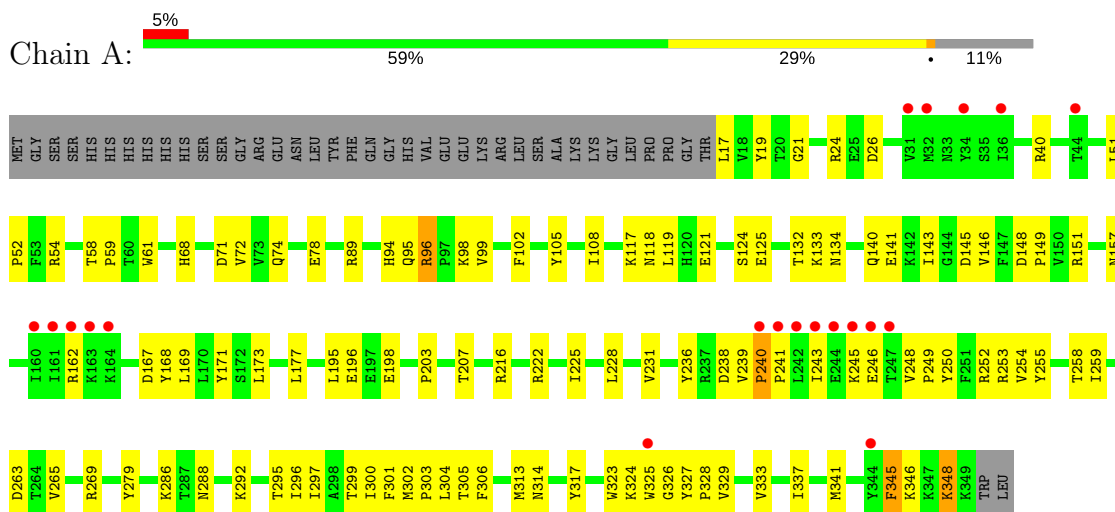 5%
Chain A:
59% 29% • 11%
MET GLY SER SER HIS HIS HIS HIS HIS HIS SER SER GLY ARG GLU ASN LEU TYR PHE GLN GLY HIS VAL GLU GLU LYS ARG LEU SER ALA LYS LYS GLY LEU PRO PRO GLY THR L17 V18 Y19 T20 G21 R24 E25 D26 V31 M32 N33 Y34 S35 I36 R40 T44 L51
P52 F53 R54 T58 P59 T60 W61 H68 D71 V72 V73 Q74 E78 R89 H94 Q95 R96 P97 K98 V99 F102 Y105 I108 K117 N118 L119 H120 E121 S124 E125 T132 K133 N134 Q140 E141 K142 I143 G144 D145 V146 F147 D148 P149 V150 R151 N157
I160 I161 R162 K163 K164 D167 Y168 L169 L170 Y171 S172 L173 L177 L195 E196 E197 E198 P203 T207 R216 R222 I225 L228 V231 Y236 R237 D238 V239 P240 P241 L242 I243 E244 K245 E246 T247 V248 P249 Y250 F251 R252 R253 V254 Y255 T258 I259
D263 T264 V265 R269 Y279 K286 T287 N288 K292 T295 I296 I297 A298 T299 I300 F301 M302 P303 L304 T305 F306 M313 N314 Y317 W323 K324 W325 G326 Y327 P328 V329 V333 I337 M341 Y344 F345 K346 K347 K348 K349 TRP LEU